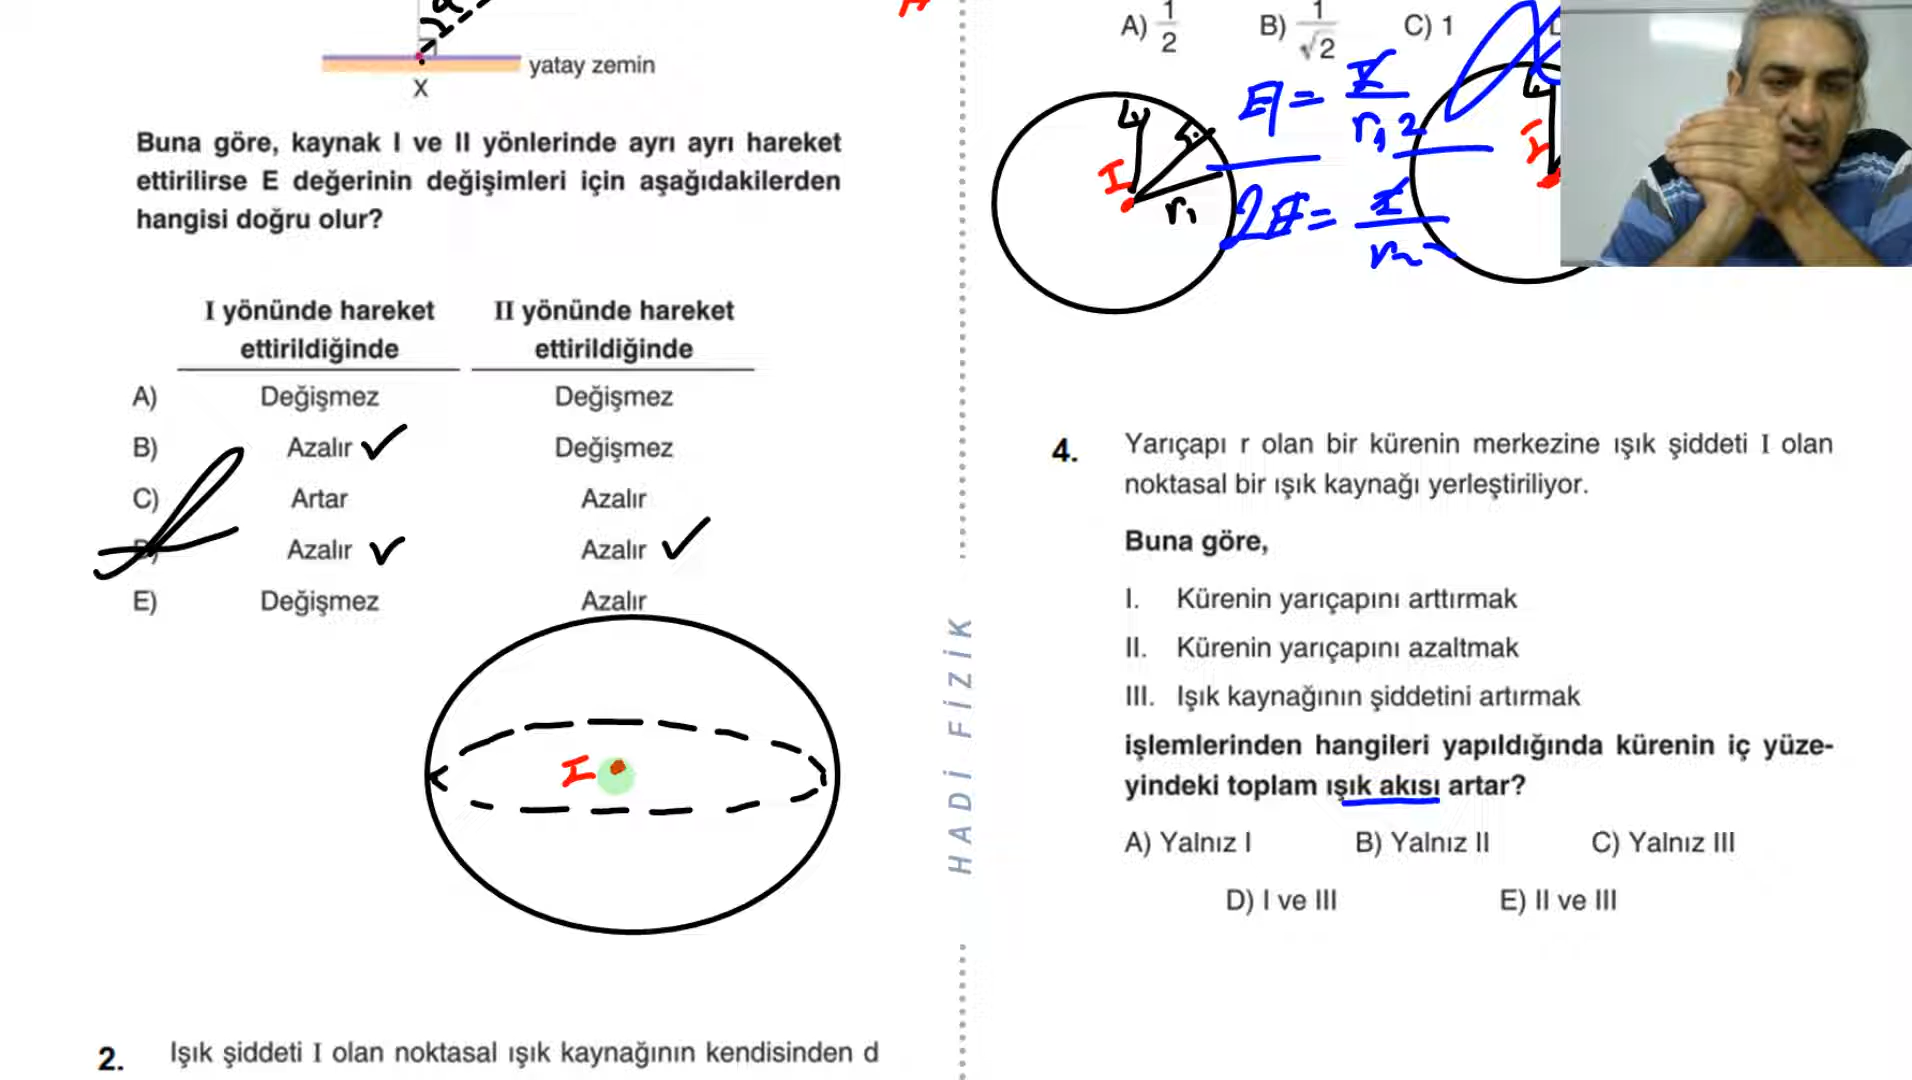 yatay zemin
X
Buna göre, kaynak I ve II yönlerinde ayrı ayrı hareket
ettirilirse E değerinin değişimleri için aşağıdakilerden
hangisi doğru olur?
I yönünde hareket
ettirildiğinde
II yönünde hareket
ettirildiğinde
A) Değişmez Değişmez
B) Azalır Değişmez
C) Artar Azalır
D) Azalır Azalır
E) Değişmez Azalır
I
2. Işık şiddeti I olan noktasal ışık kaynağının kendisinden d
HADİ FİZİK
A) 1/2 B) 1/√2 C) 1
I
r₁
I
4. Yarıçapı r olan bir kürenin merkezine ışık şiddeti I olan
noktasal bir ışık kaynağı yerleştiriliyor.
Buna göre,
I. Kürenin yarıçapını arttırmak
II. Kürenin yarıçapını azaltmak
III. Işık kaynağının şiddetini artırmak
işlemlerinden hangileri yapıldığında kürenin iç yüze-
yindeki toplam ışık akısı artar?
A) Yalnız I B) Yalnız II C) Yalnız III
D) I ve III E) II ve III